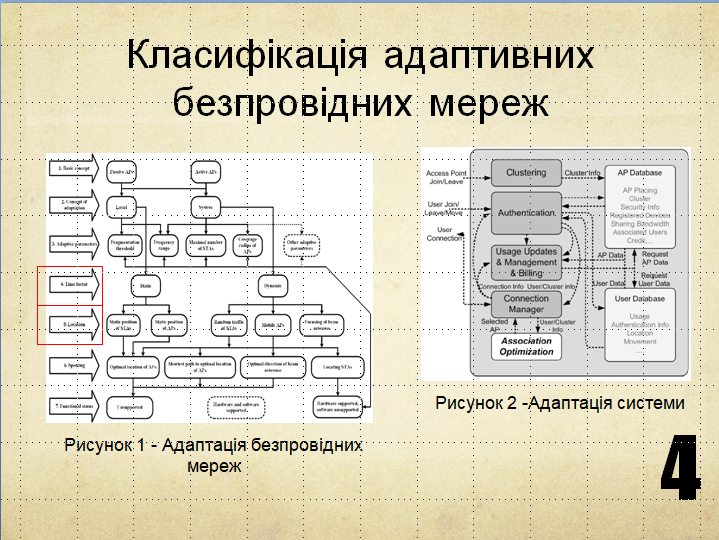 Класифікація адаптивних
безпровідних мереж
1. Basic concept
Passive APs
Active APs
2. Concept of
adaptation
Local
System
3. Adaptive parameters
Fragmentation
threshold
Frequency
range
Maximal number
of STAs
Coverage
radius of
APs
Other adaptive
parameters
4. Time factor
Static
Dynamic
5. Locations
Static position
of STAs
Static position
of APs
Random traffic
of STAs
Mobile APs
Focusing of beam
antennas
6. Spotting
Optimal location of APs
Shortest path to optimal location
of APs
Optimal direction of beam
antennas
Locating STAs
7. Functional status
Unsupported
Hardware and software
supported
Hardware supported,
software unsupported
Рисунок 1 - Адаптація безпровідних
мереж
Access Point
Join/Leave
Clustering
Cluster Info
AP Database
AP Placing
Cluster
Security Info
Registered Devices
Sharing Bandwidth
Associated Users
Credit...
User Join/
Leave/Move
Authentication
User
Connection
Usage Updates
& Management
& Billing
AP Data
Request
AP Data
Request
User Data
User Data
Connection Info
User/Cluster info
Connection
Manager
User Database
Usage
Authentication Info
Location
Movement
...
Selected
AP
User/Cluster
Info
Association
Optimization
Рисунок 2 -Адаптація системи
4